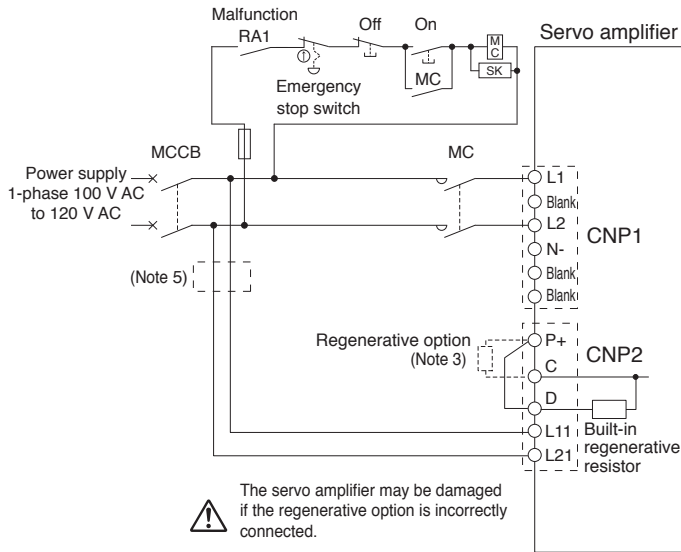 Malfunction
RA1
Off
On
M
C
SK
MC
Emergency
stop switch
Servo amplifier
Power supply
1-phase 100 V AC
to 120 V AC
MCCB
MC
L1
Blank
L2
N-
Blank
Blank
CNP1
(Note 5)
Regenerative option
(Note 3)
P+
C
D
L11
L21
CNP2
Built-in
regenerative
resistor
The servo amplifier may be damaged
if the regenerative option is incorrectly
connected.